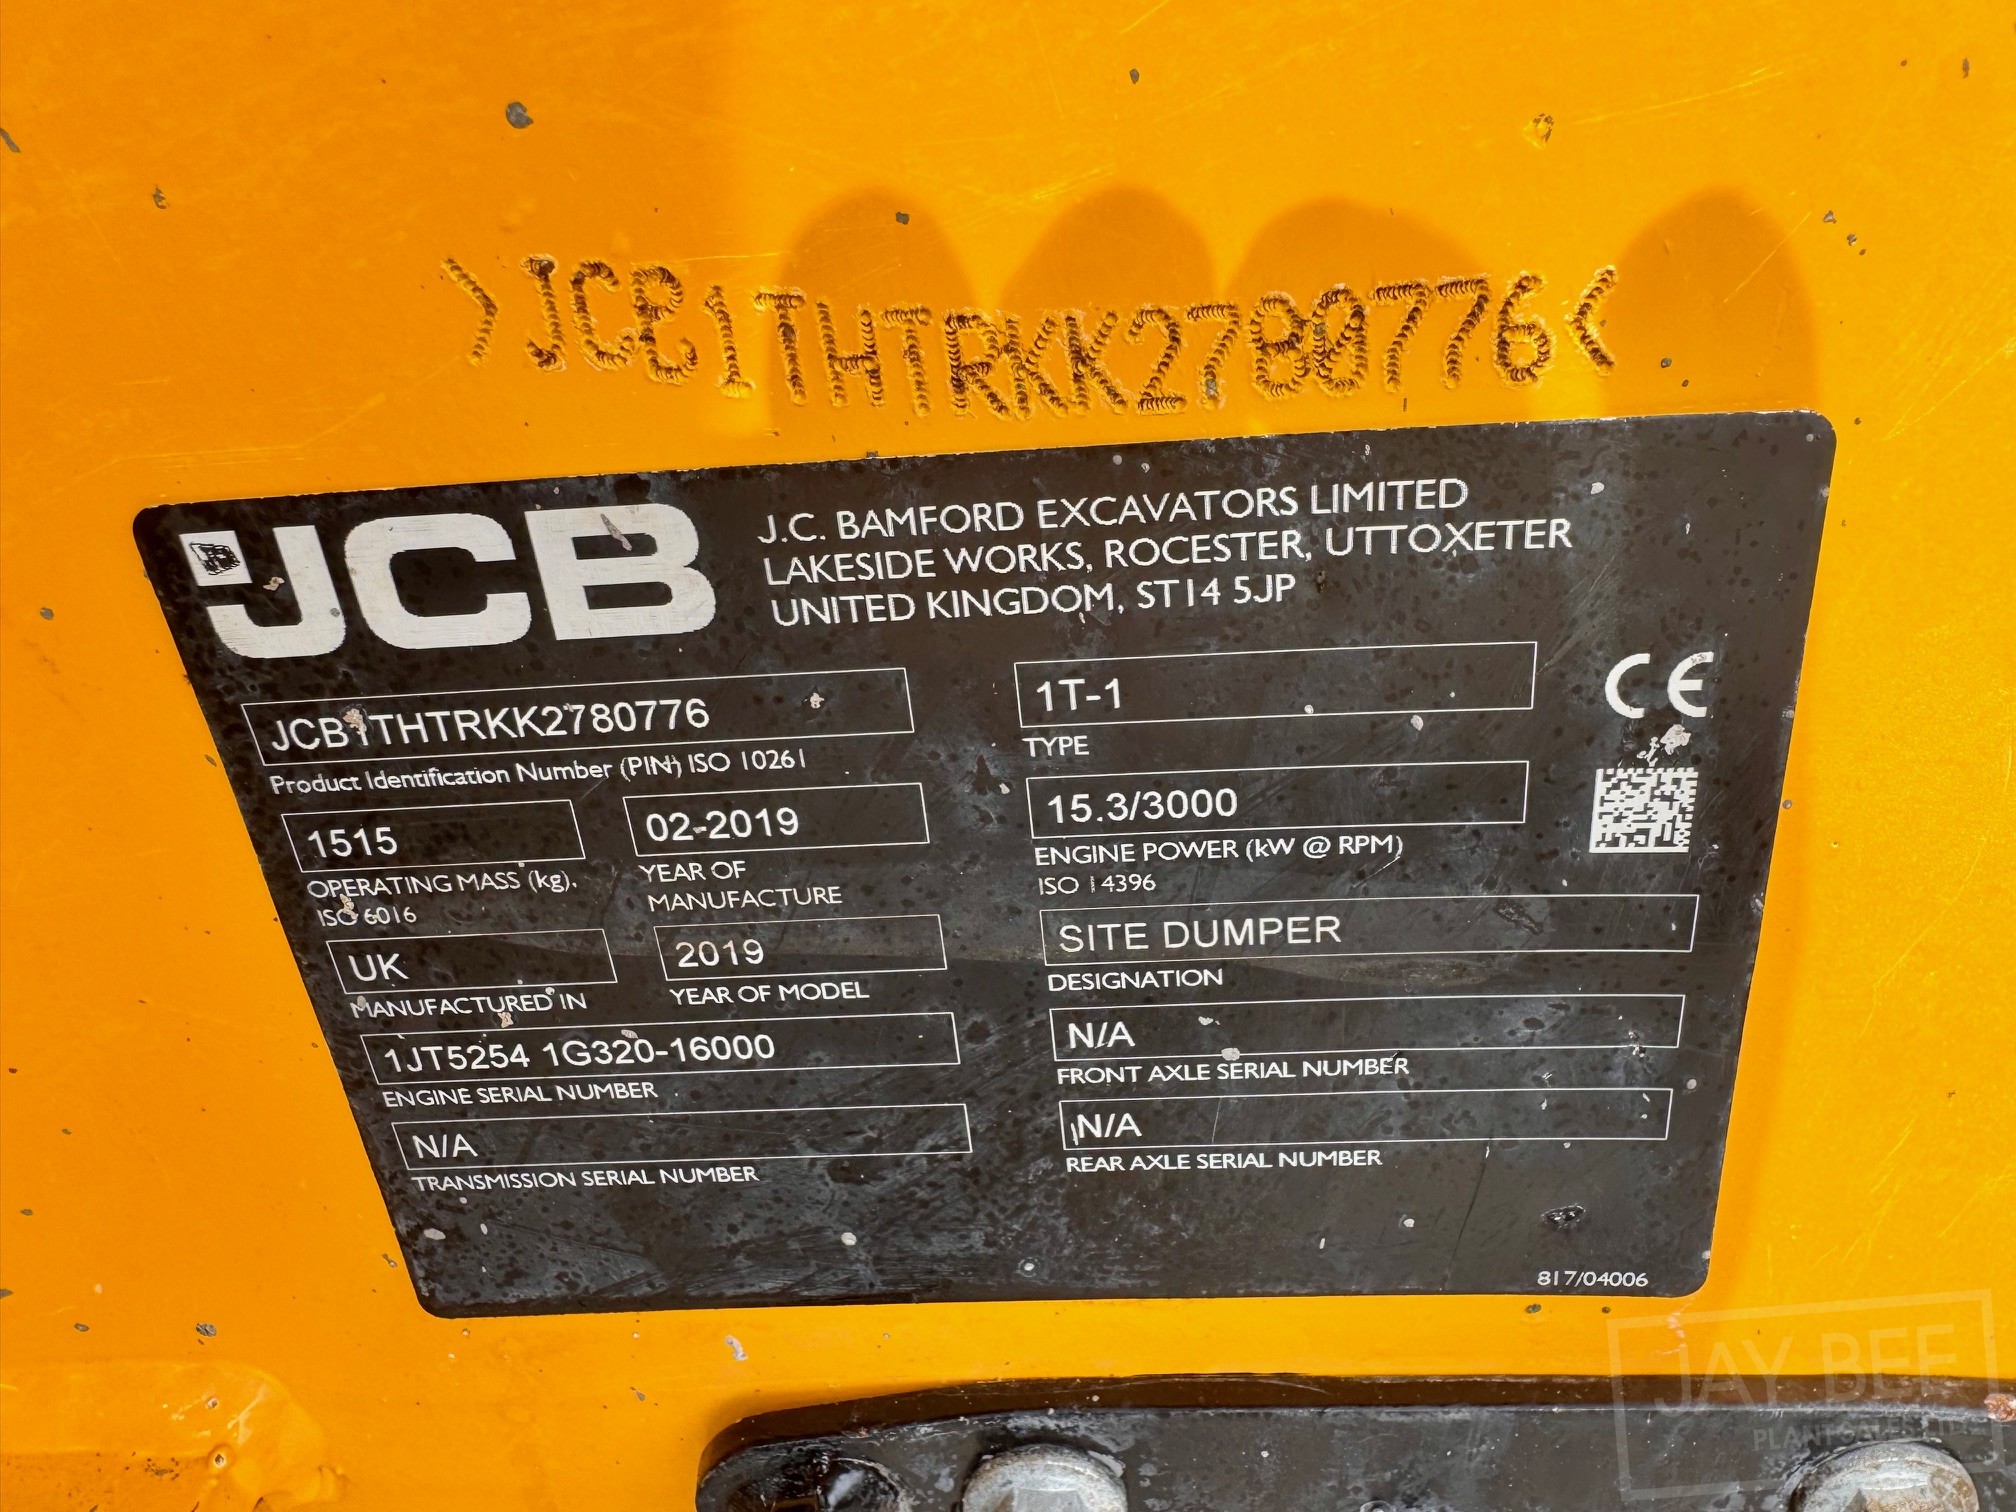 >JCB1THTRKK2780776<
JCB
J.C. BAMFORD EXCAVATORS LIMITED
LAKESIDE WORKS, ROCESTER, UTTOXETER
UNITED KINGDOM, ST14 5JP
JCB1THTRKK2780776
Product Identification Number (PIN) ISO 10261
1T-1
TYPE
CE
1515
OPERATING MASS (kg).
ISO 6016
02-2019
YEAR OF
MANUFACTURE
15.3/3000
ENGINE POWER (kW @ RPM)
ISO 14396
UK
MANUFACTURED IN
2019
YEAR OF MODEL
SITE DUMPER
DESIGNATION
1JT5254 1G320-16000
ENGINE SERIAL NUMBER
N/A
FRONT AXLE SERIAL NUMBER
N/A
TRANSMISSION SERIAL NUMBER
N/A
REAR AXLE SERIAL NUMBER
817/04006
JAY BEE
PLANT SALES LTD